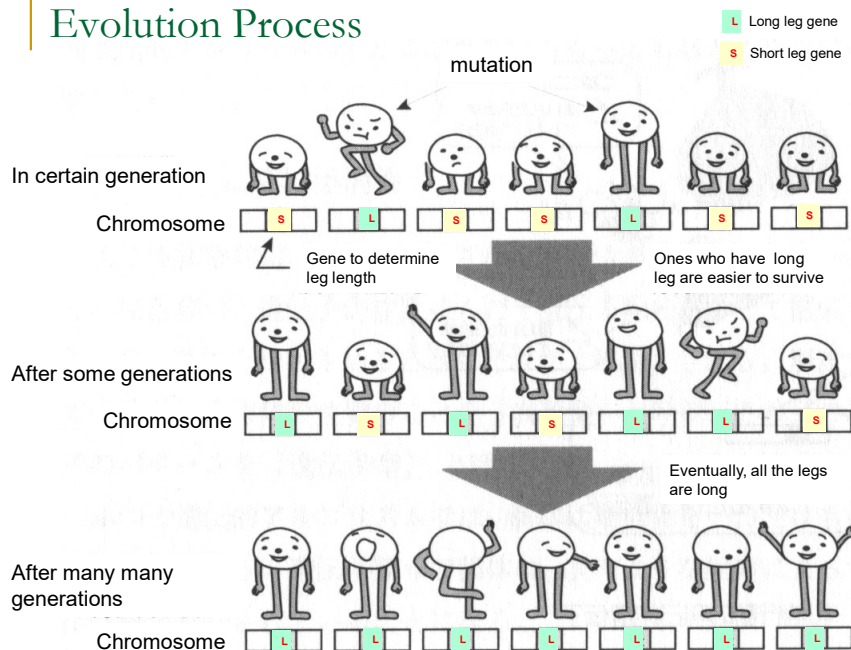 Evolution Process
L Long leg gene
S Short leg gene
mutation
In certain generation
Chromosome
S L S S L S S
Gene to determine
leg length
Ones who have long
leg are easier to survive
After some generations
Chromosome
L S L S L L S
Eventually, all the legs
are long
After many many
generations
Chromosome
L L L L L L L